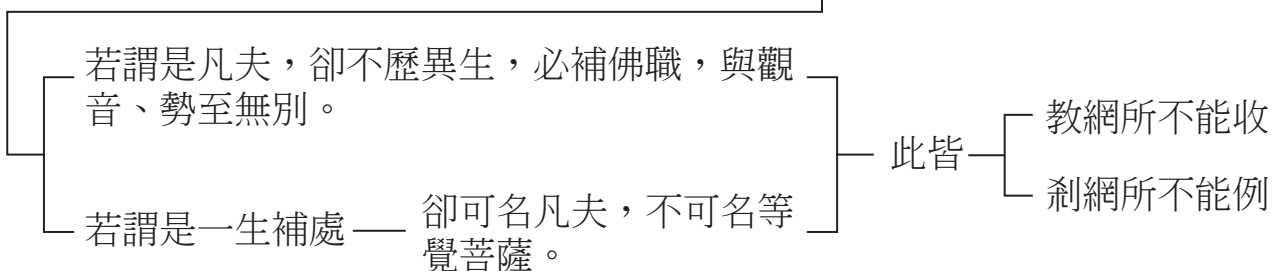 若謂是凡夫，卻不歷異生，必補佛職，與觀
音、勢至無別。
若謂是一生補處
卻可名凡夫，不可名等
覺菩薩。
此皆
教網所不能收
剎網所不能例